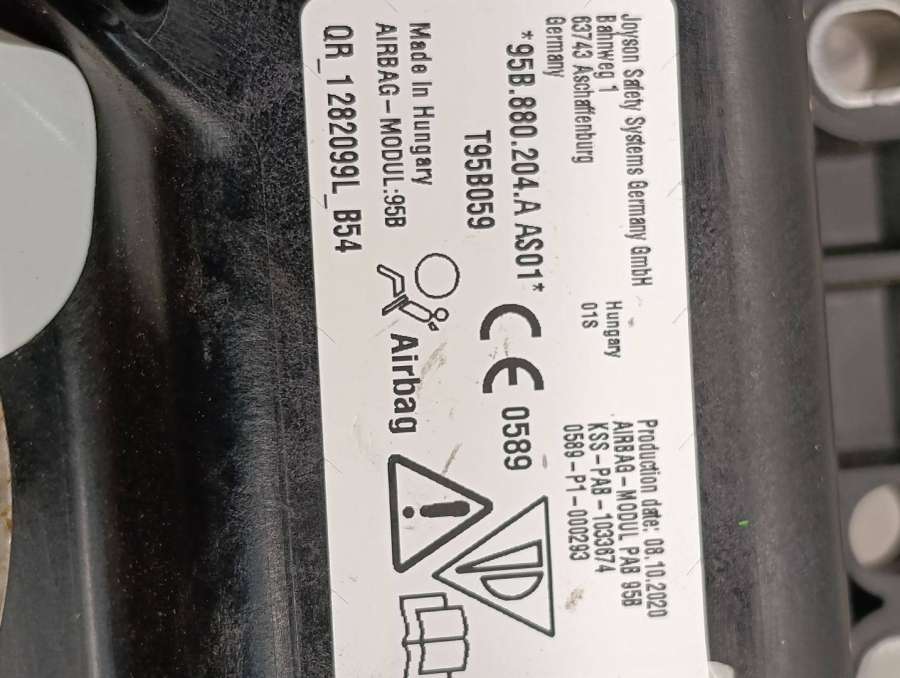 Joyson Safety Systems Germany GmbH
Bahnweg 1
63743 Aschaffenburg
Germany
Hungary
01S
Production date: 08.10.2020
AIRBAG-MODUL PAB 95B
KSS-PAB-1033674
0589-P1-000293
*95B.880.204.A AS01*
T95B059
CE 0589
Made In Hungary
AIRBAG-MODUL:95B
Airbag
QR_1282099L_B54